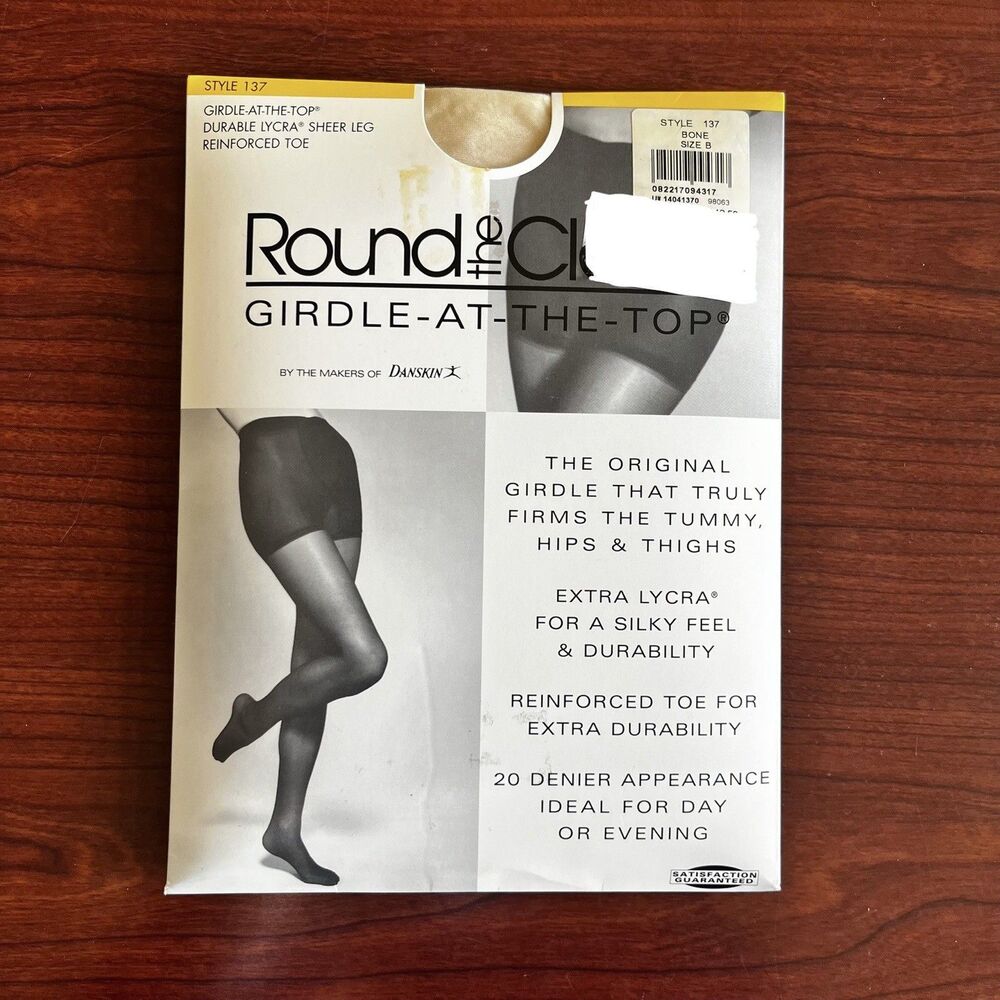 STYLE 137
GIRDLE-AT-THE-TOP®
DURABLE LYCRA® SHEER LEG
REINFORCED TOE
STYLE 137
BONE
SIZE B
082217094317
14041370 98063
Round the Cl
GIRDLE-AT-THE-TOP®
BY THE MAKERS OF DANSKIN
THE ORIGINAL
GIRDLE THAT TRULY
FIRMS THE TUMMY,
HIPS & THIGHS
EXTRA LYCRA®
FOR A SILKY FEEL
& DURABILITY
REINFORCED TOE FOR
EXTRA DURABILITY
20 DENIER APPEARANCE
IDEAL FOR DAY
OR EVENING
SATISFACTION
GUARANTEED